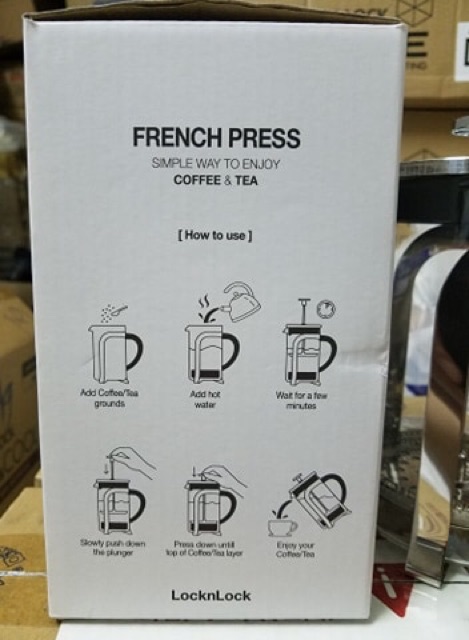 FRENCH PRESS
SIMPLE WAY TO ENJOY
COFFEE & TEA
[ How to use ]
Add Coffee/Tea
grounds
Add hot
water
Wait for a few
minutes
Slowly push down
the plunger
Press down untill
top of Coffee/Tea layer
Enjoy your
Coffee/Tea
LocknLock